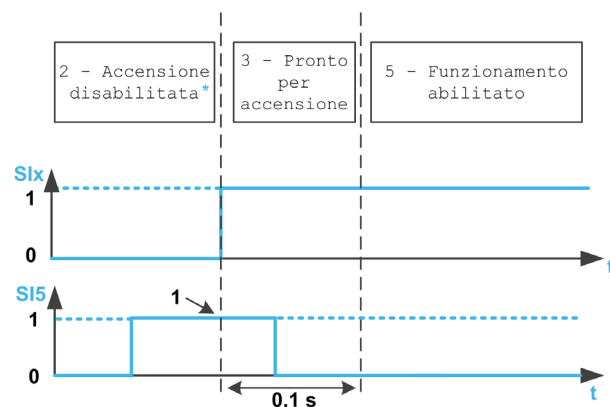 2 - Accensione
disabilitata*
3 - Pronto
per
accensione
5 - Funzionamento
abilitato
SIx
1
0
t
SI5
1
1
0
0.1 s
t